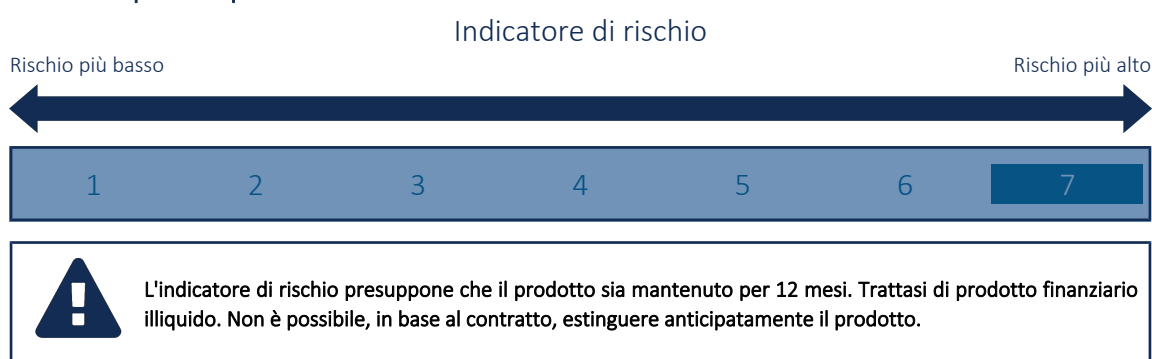 Indicatore di rischio
Rischio più basso
Rischio più alto
1 2 3 4 5 6 7
L'indicatore di rischio presuppone che il prodotto sia mantenuto per 12 mesi. Trattasi di prodotto finanziario
illiquido. Non è possibile, in base al contratto, estinguere anticipatamente il prodotto.